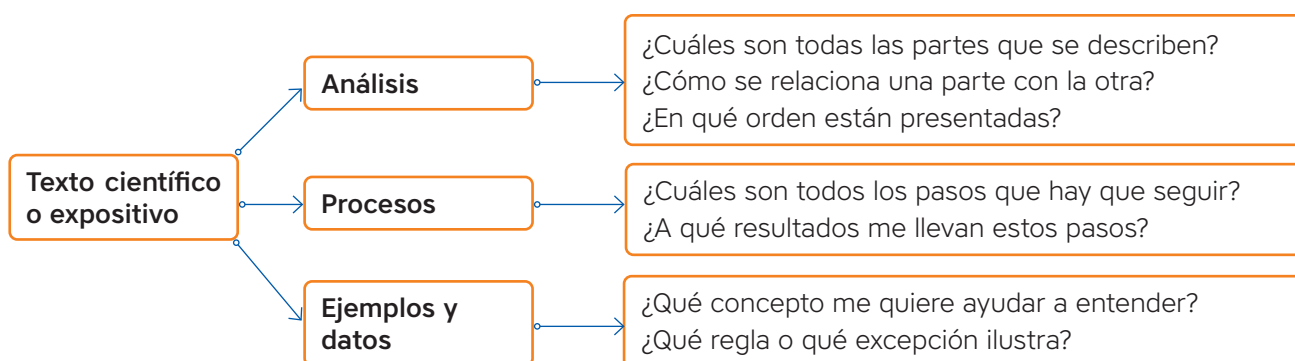 Análisis
¿Cuáles son todas las partes que se describen?
¿Cómo se relaciona una parte con la otra?
¿En qué orden están presentadas?
Texto científico
o expositivo
Procesos
¿Cuáles son todos los pasos que hay que seguir?
¿A qué resultados me llevan estos pasos?
Ejemplos y
datos
¿Qué concepto me quiere ayudar a entender?
¿Qué regla o qué excepción ilustra?